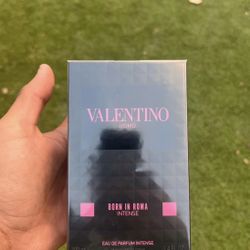 VALENTINO
UOMO
BORN IN ROMA
INTENSE
EAU DE PARFUM INTENSE